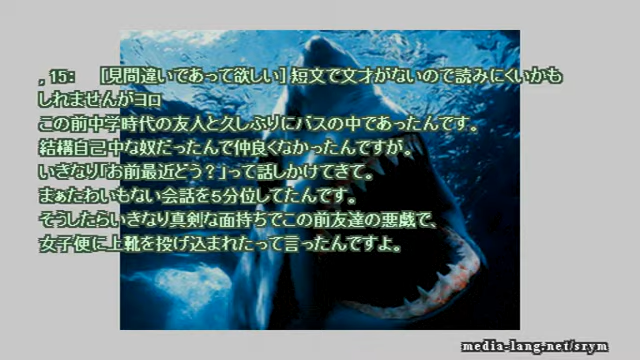 , 15:　[見間違いであって欲しい] 短文で文才がないので読みにくいかも
しれませんがヨロ
この前中学時代の友人と久しぶりにバスの中であったんです。
結構自己中な奴だったんで仲良くなかったんですが。
いきなり「お前最近どう？」って話しかけてきて。
まぁたわいもない会話を5分位してたんです。
そうしたらいきなり真剣な面持ちでこの前友達の悪戯で、
女子便に上靴を投げ込まれたって言ったんですよ。
media-lang-net/srym